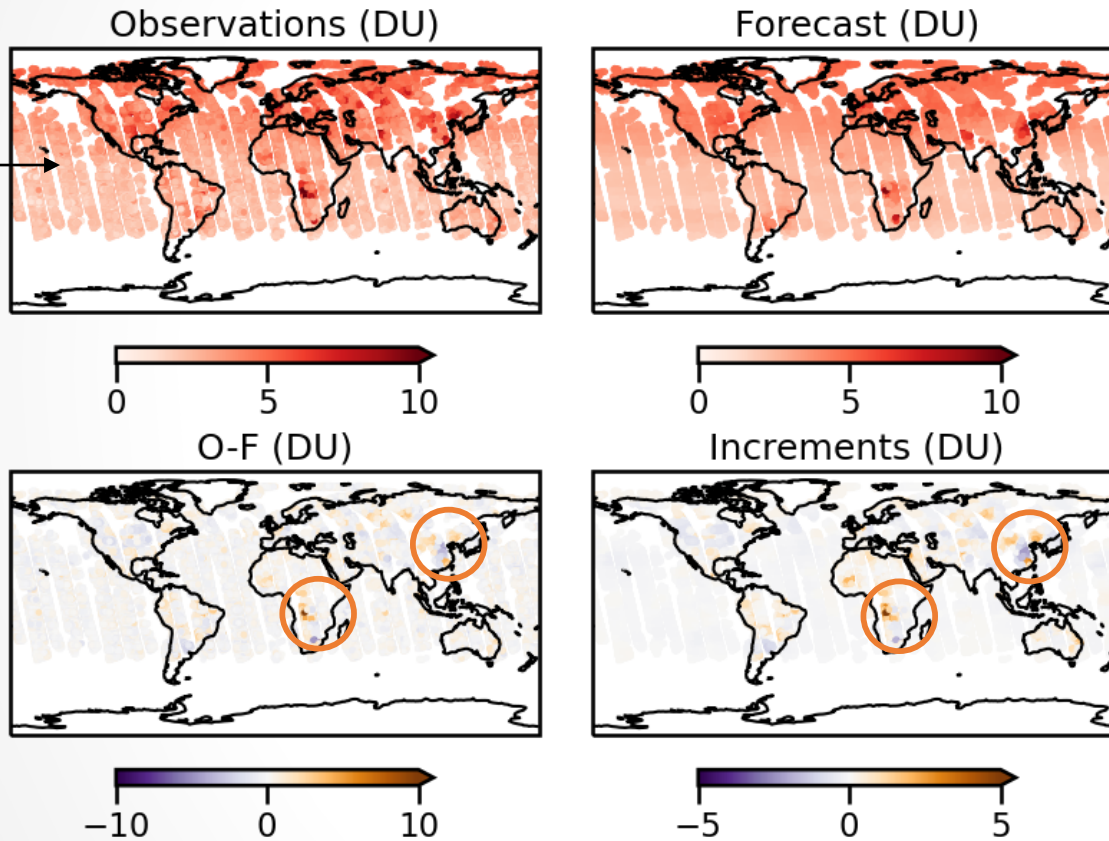 Observations (DU)
Forecast (DU)
0 5 10
0 5 10
O-F (DU)
Increments (DU)
−10 0 10
−5 0 5